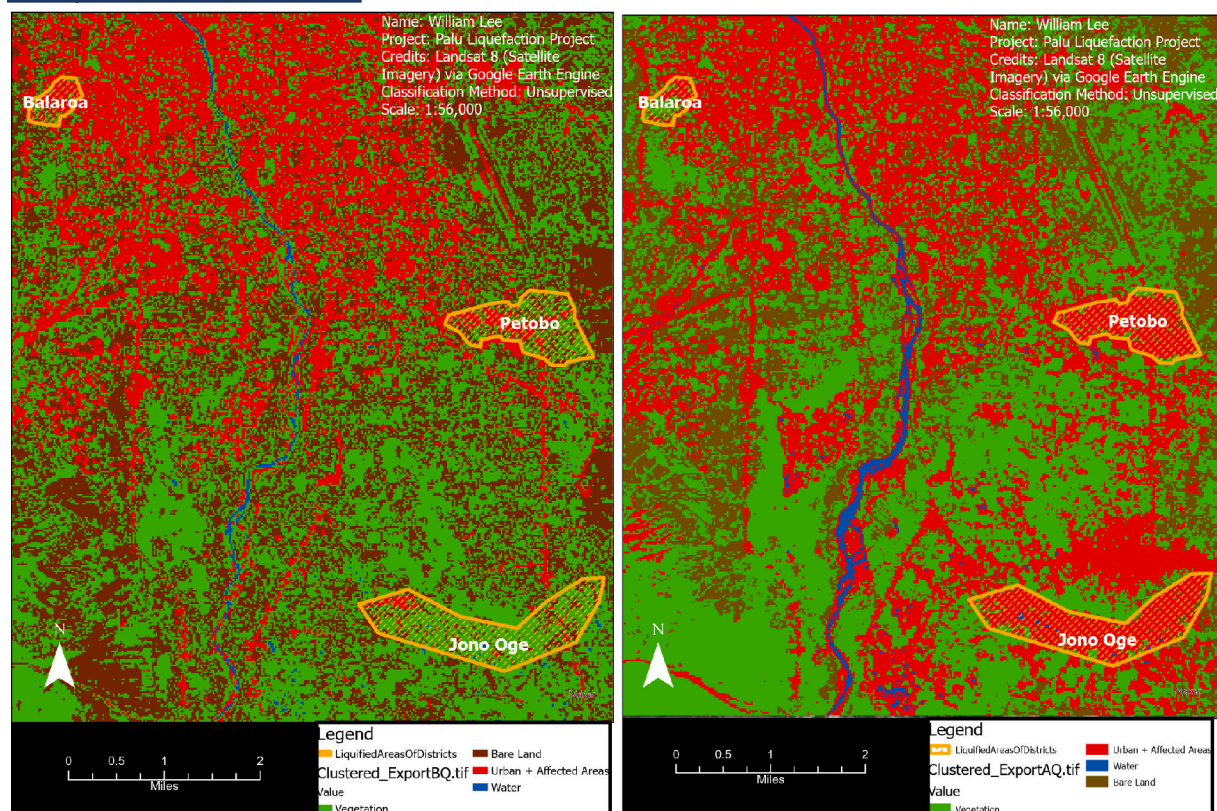 Name: William Lee
Project: Palu Liquefaction Project
Credits: Landsat 8 (Satellite
Imagery) via Google Earth Engine
Classification Method: Unsupervised
Scale: 1:56,000
Balaroa
Petobo
Jono Oge
N
0 0.5 1 2
Miles
Legend
LiquifiedAreasOfDistricts
Clustered_ExportBQ.tif
Value
Vegetation
Bare Land
Urban + Affected Areas
Water
Name: William Lee
Project: Palu Liquefaction Project
Credits: Landsat 8 (Satellite
Imagery) via Google Earth Engine
Classification Method: Unsupervised
Scale: 1:56,000
Balaroa
Petobo
Jono Oge
N
0 0.5 1 2
Miles
Legend
LiquifiedAreasOfDistricts
Clustered_ExportAQ.tif
Value
Vegetation
Urban + Affected Areas
Water
Bare Land